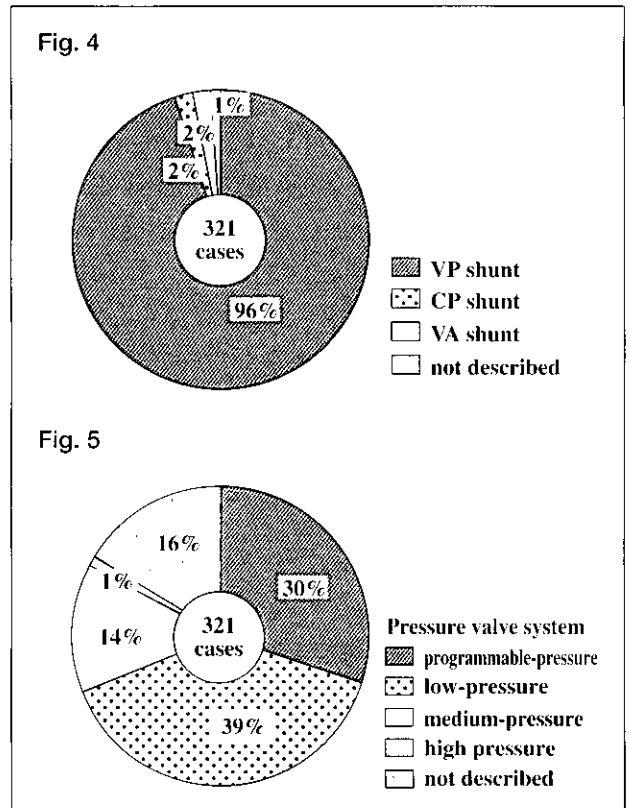 Fig. 4
1%
2%
2%
321
cases
96%
VP shunt
CP shunt
VA shunt
not described
Fig. 5
16%
30%
1%
14%
321
cases
39%
Pressure valve system
programmable-pressure
low-pressure
medium-pressure
high pressure
not described